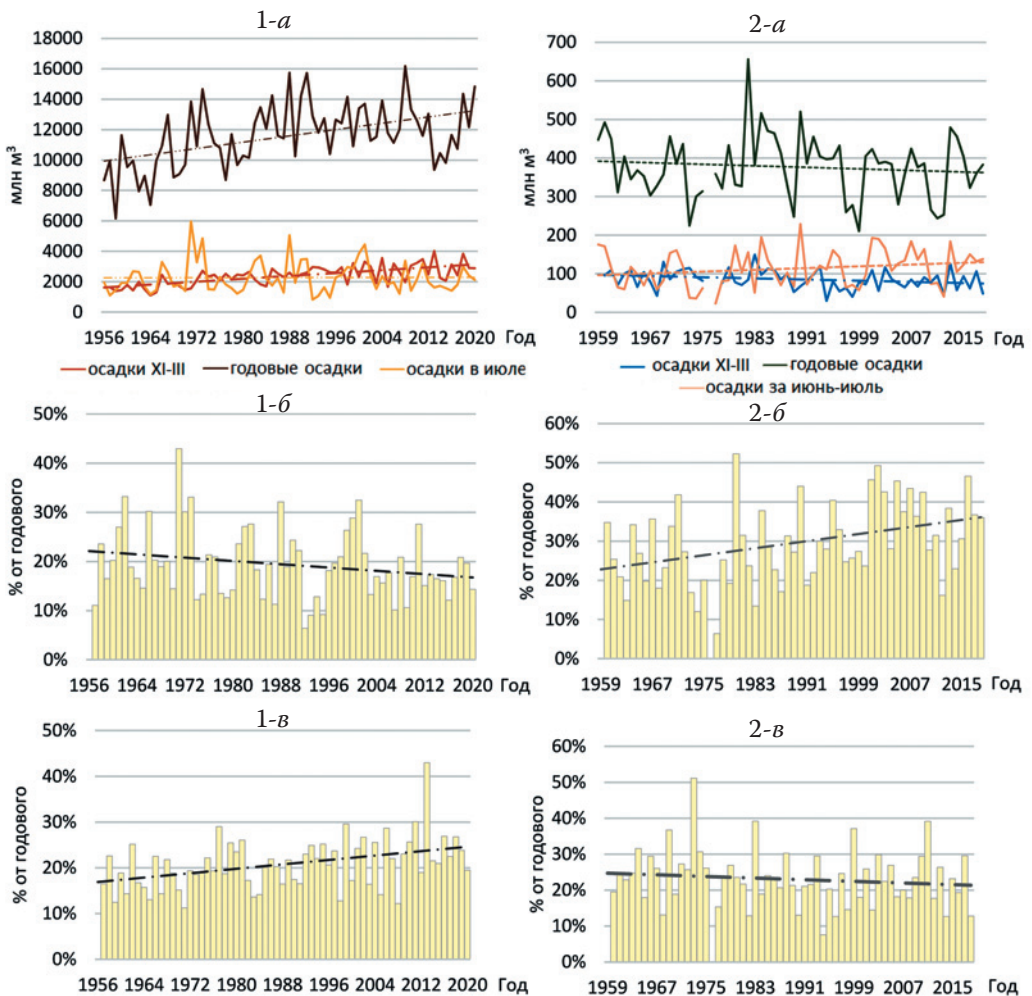 1-а
18000
16000
14000
12000
10000
8000
6000
4000
2000
0
млн м³
1956 1964 1972 1980 1988 1996 2004 2012 2020 Год
осадки XI-III годовые осадки осадки в июле
2-а
700
600
500
400
300
200
100
0
млн м³
1959 1967 1975 1983 1991 1999 2007 2015 Год
осадки XI-III годовые осадки
осадки за июнь-июль
1-б
50%
40%
30%
20%
10%
0%
% от годового
1956 1964 1972 1980 1988 1996 2004 2012 2020 Год
2-б
60%
50%
40%
30%
20%
10%
0%
% от годового
1959 1967 1975 1983 1991 1999 2007 2015 Год
1-в
50%
40%
30%
20%
10%
0%
% от годового
1956 1964 1972 1980 1988 1996 2004 2012 2020 Год
2-в
60%
50%
40%
30%
20%
10%
0%
% от годового
1959 1967 1975 1983 1991 1999 2007 2015 Год